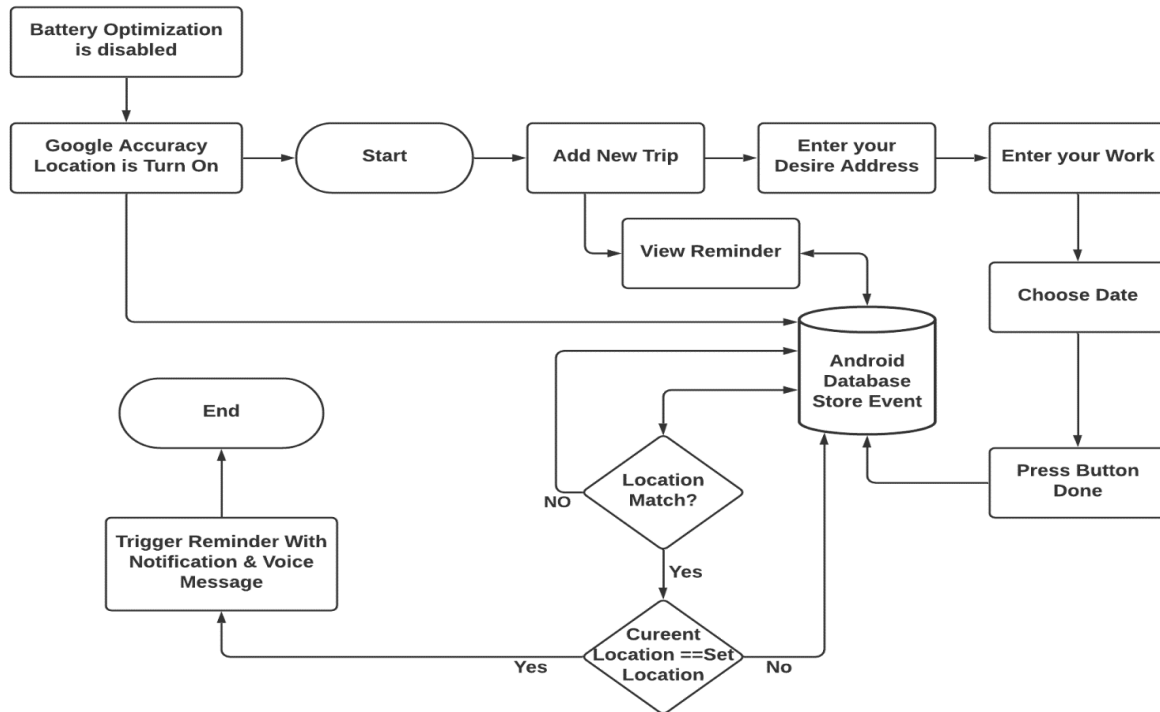 Battery Optimization
is disabled
Google Accuracy
Location is Turn On
Start
Add New Trip
Enter your
Desire Address
Enter your Work
View Reminder
Choose Date
Android
Database
Store Event
End
Location
Match?
NO
Press Button
Done
Trigger Reminder With
Notification & Voice
Message
Yes
Cureent
Location ==Set
Location
Yes
No